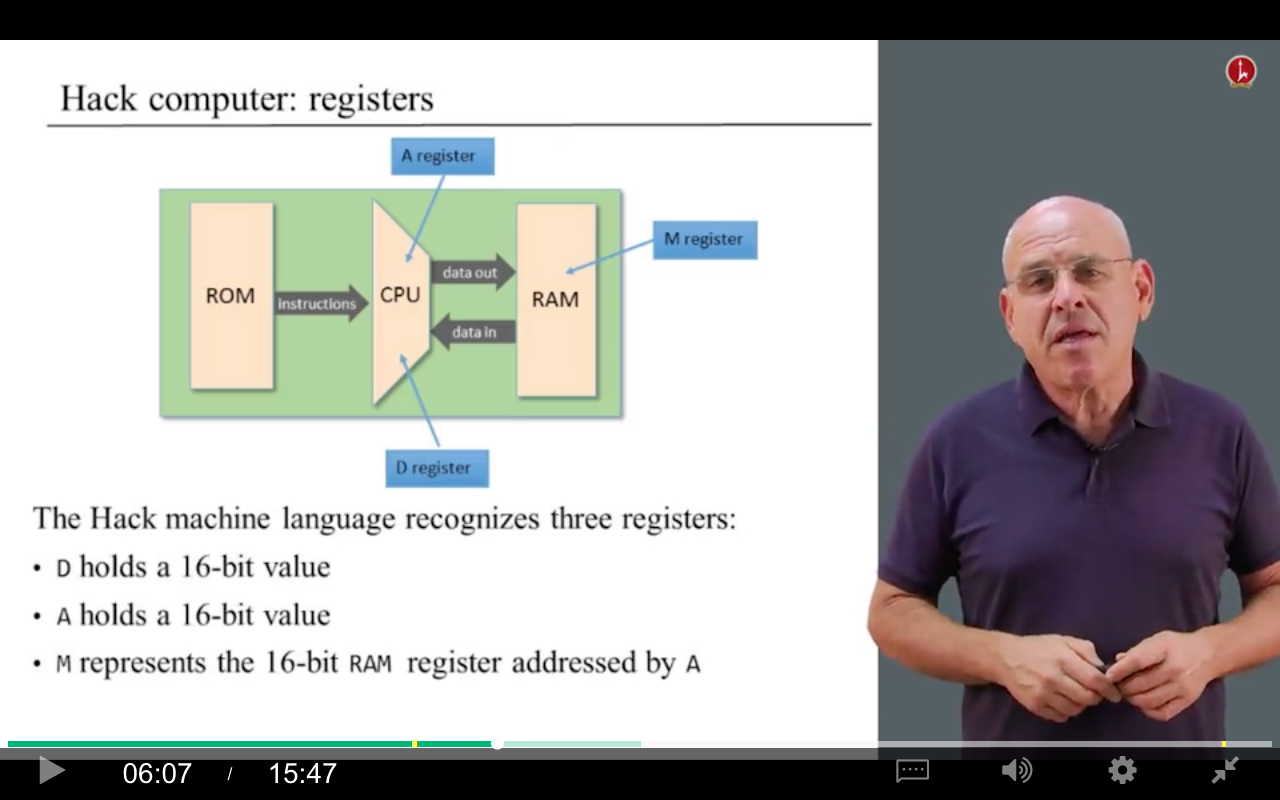 Hack computer: registers
A register
M register
ROM
instructions
CPU
data out
data in
RAM
D register
The Hack machine language recognizes three registers:
• D holds a 16-bit value
• A holds a 16-bit value
• M represents the 16-bit RAM register addressed by A
06:07 / 15:47